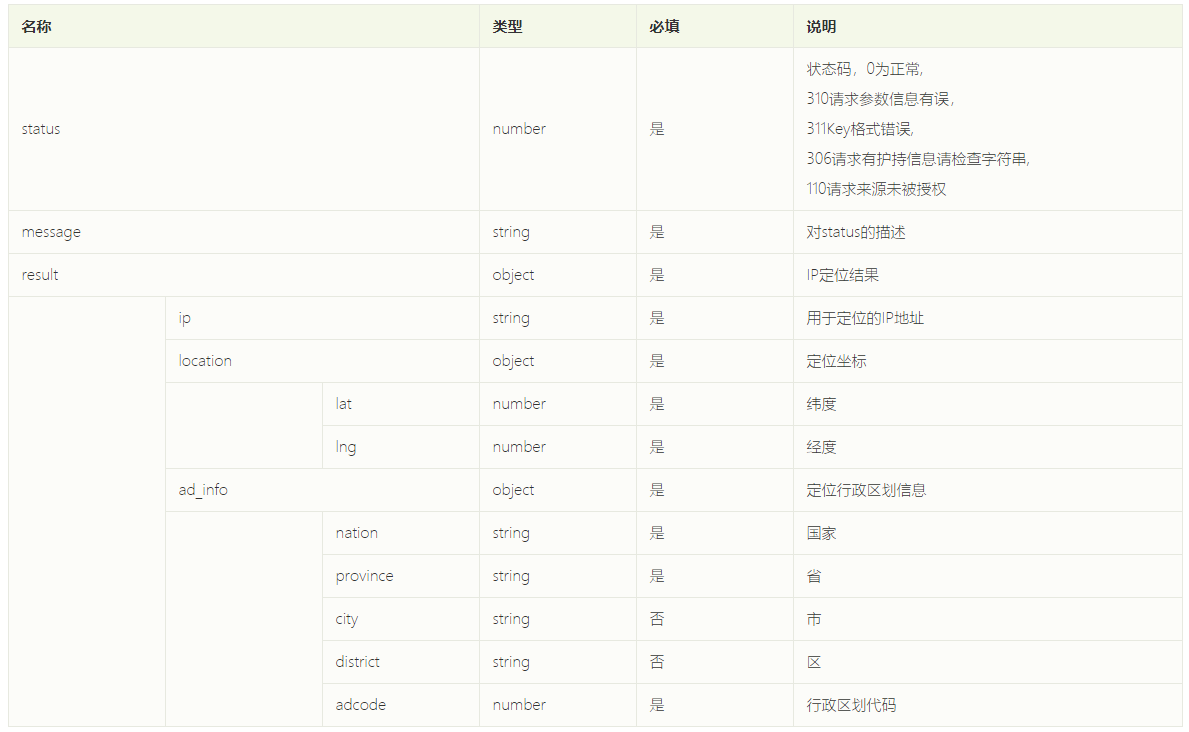 名称 类型 必填 说明
status number 是 状态码，0为正常,
310请求参数信息有误，
311Key格式错误,
306请求有护持信息请检查字符串,
110请求来源未被授权
message string 是 对status的描述
result object 是 IP定位结果
ip string 是 用于定位的IP地址
location object 是 定位坐标
lat number 是 纬度
lng number 是 经度
ad_info object 是 定位行政区划信息
nation string 是 国家
province string 是 省
city string 否 市
district string 否 区
adcode number 是 行政区划代码